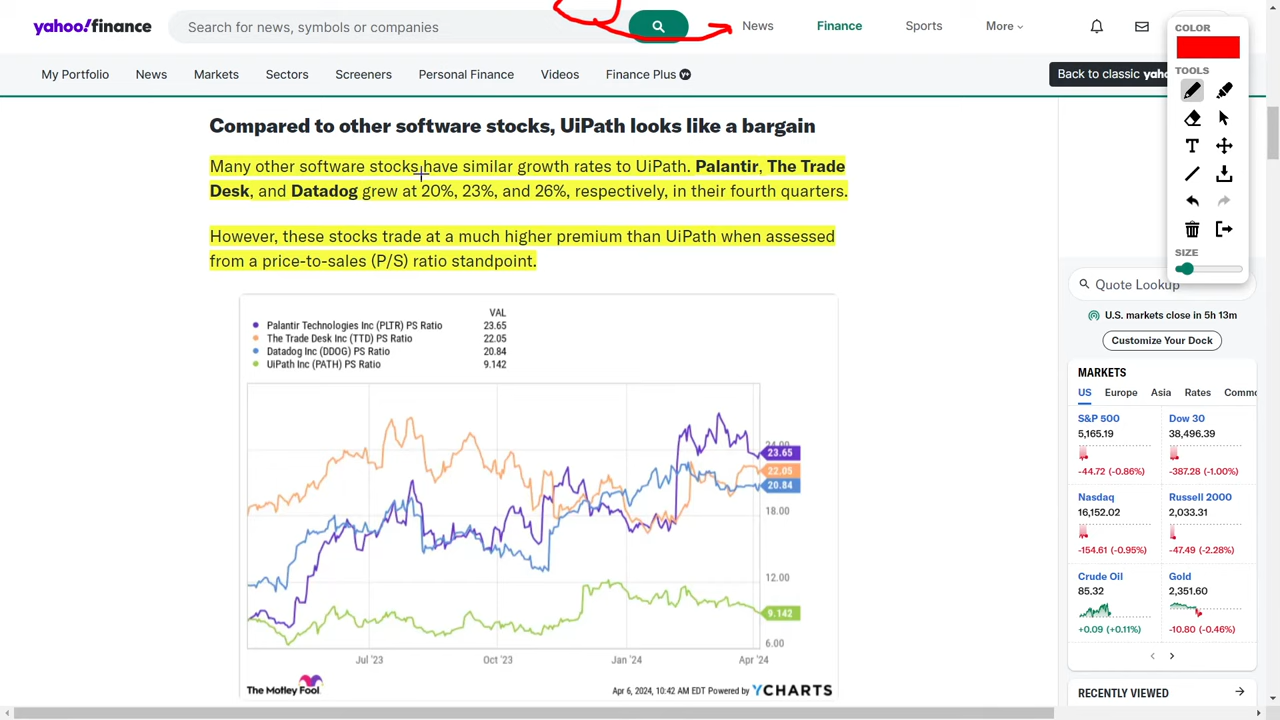 yahoo!finance
Search for news, symbols or companies
News Finance Sports More
COLOR
TOOLS
SIZE
My Portfolio News Markets Sectors Screeners Personal Finance Videos Finance Plus
Back to classic
Compared to other software stocks, UiPath looks like a bargain
Many other software stocks have similar growth rates to UiPath. Palantir, The Trade
Desk, and Datadog grew at 20%, 23%, and 26%, respectively, in their fourth quarters.
However, these stocks trade at a much higher premium than UiPath when assessed
from a price-to-sales (P/S) ratio standpoint.
VAL
Palantir Technologies Inc (PLTR) PS Ratio 23.65
The Trade Desk Inc (TTD) PS Ratio 22.05
Datadog Inc (DDOG) PS Ratio 20.84
UiPath Inc (PATH) PS Ratio 9.142
24.00
23.65
22.05
20.84
18.00
12.00
9.142
6.00
Jul '23 Oct '23 Jan '24 Apr '24
The Motley Fool
Apr 6, 2024, 10:42 AM EDT Powered by YCHARTS
Quote Lookup
U.S. markets close in 5h 13m
Customize Your Dock
MARKETS
US Europe Asia Rates
S&P 500 Dow 30
5,165.19 38,496.39
-44.72 (-0.86%) -387.28 (-1.00%)
Nasdaq Russell 2000
16,152.02 2,033.31
-154.61 (-0.95%) -47.49 (-2.28%)
Crude Oil Gold
85.32 2,351.60
+0.09 (+0.11%) -10.80 (-0.46%)
RECENTLY VIEWED